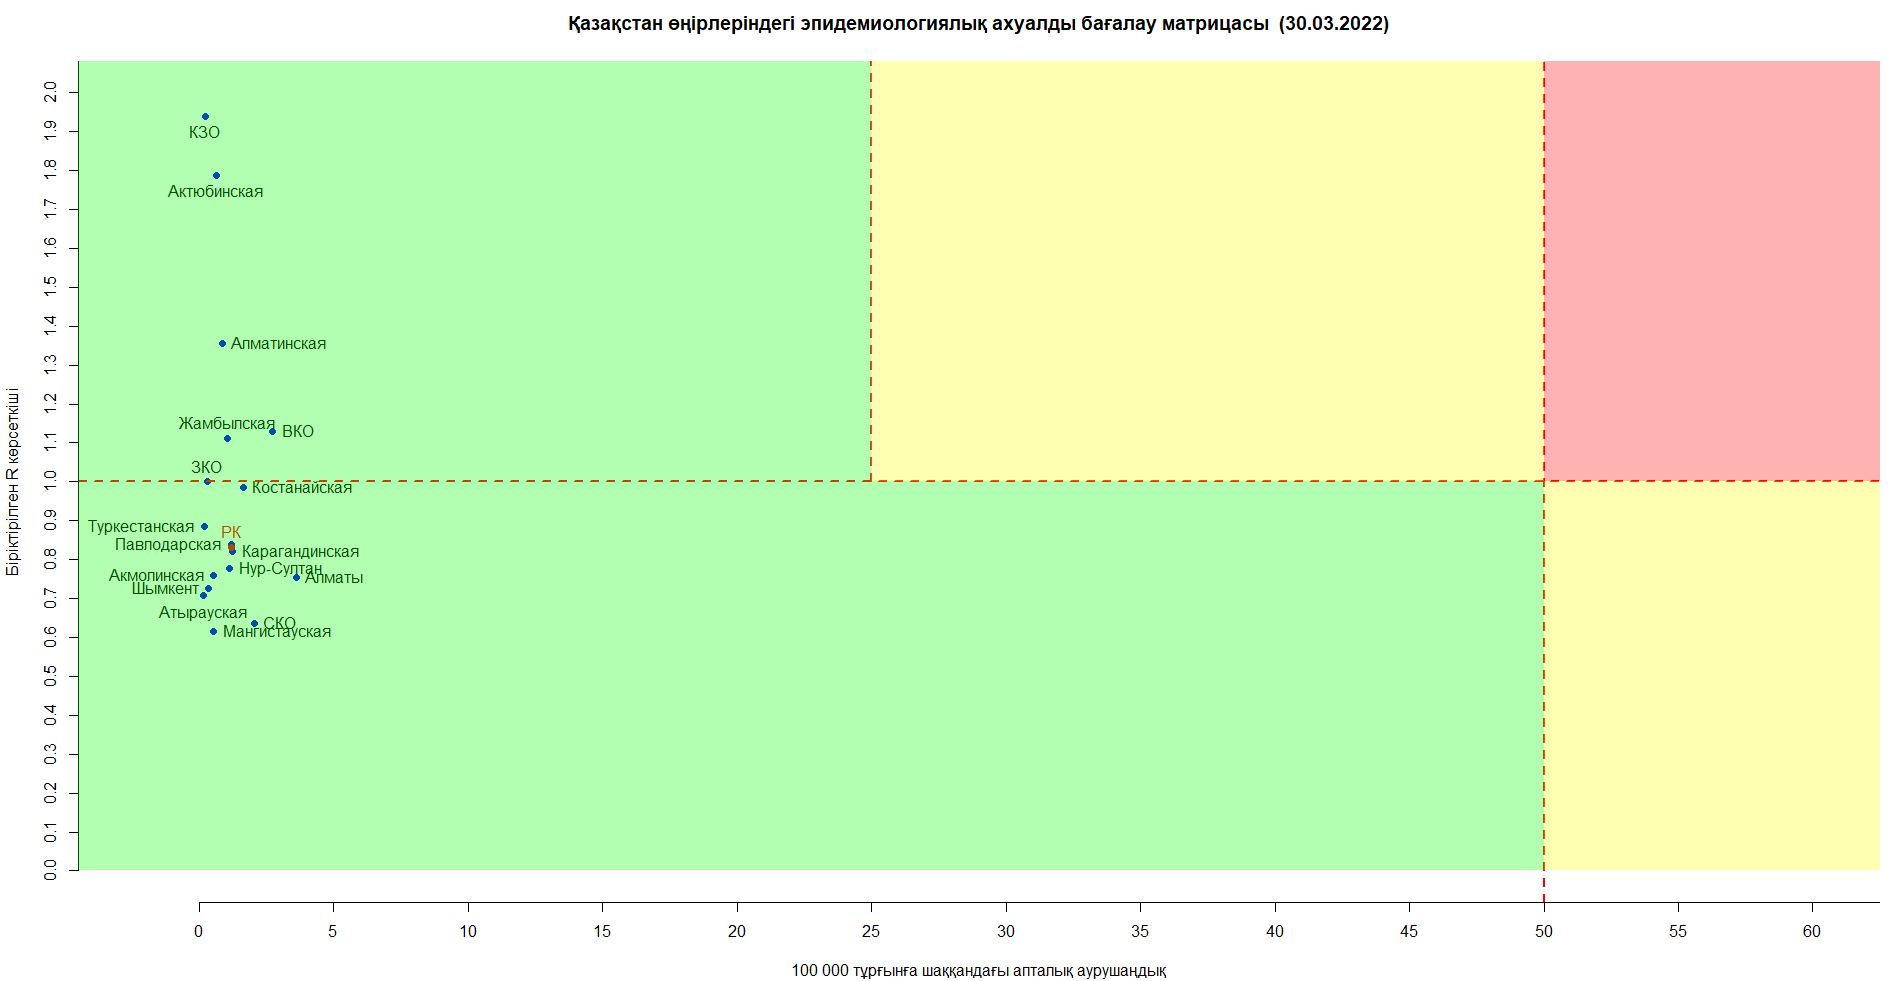 Қазақстан өңірлеріндегі эпидемиологиялық ахуалды бағалау матрицасы (30.03.2022)
Біріктірілген R көрсеткіші
2.0
1.9
1.8
1.7
1.6
1.5
1.4
1.3
1.2
1.1
1.0
0.9
0.8
0.7
0.6
0.5
0.4
0.3
0.2
0.1
0.0
КЗО
Актюбинская
Алматинская
Жамбылская
ВКО
ЗКО
Костанайская
Туркестанская
РК
Павлодарская
Карагандинская
Нур-Султан
Акмолинская
Алматы
Шымкент
Атырауская
СКО
Мангистауская
0 5 10 15 20 25 30 35 40 45 50 55 60
100 000 тұрғынға шаққандағы апталық аурушаңдық